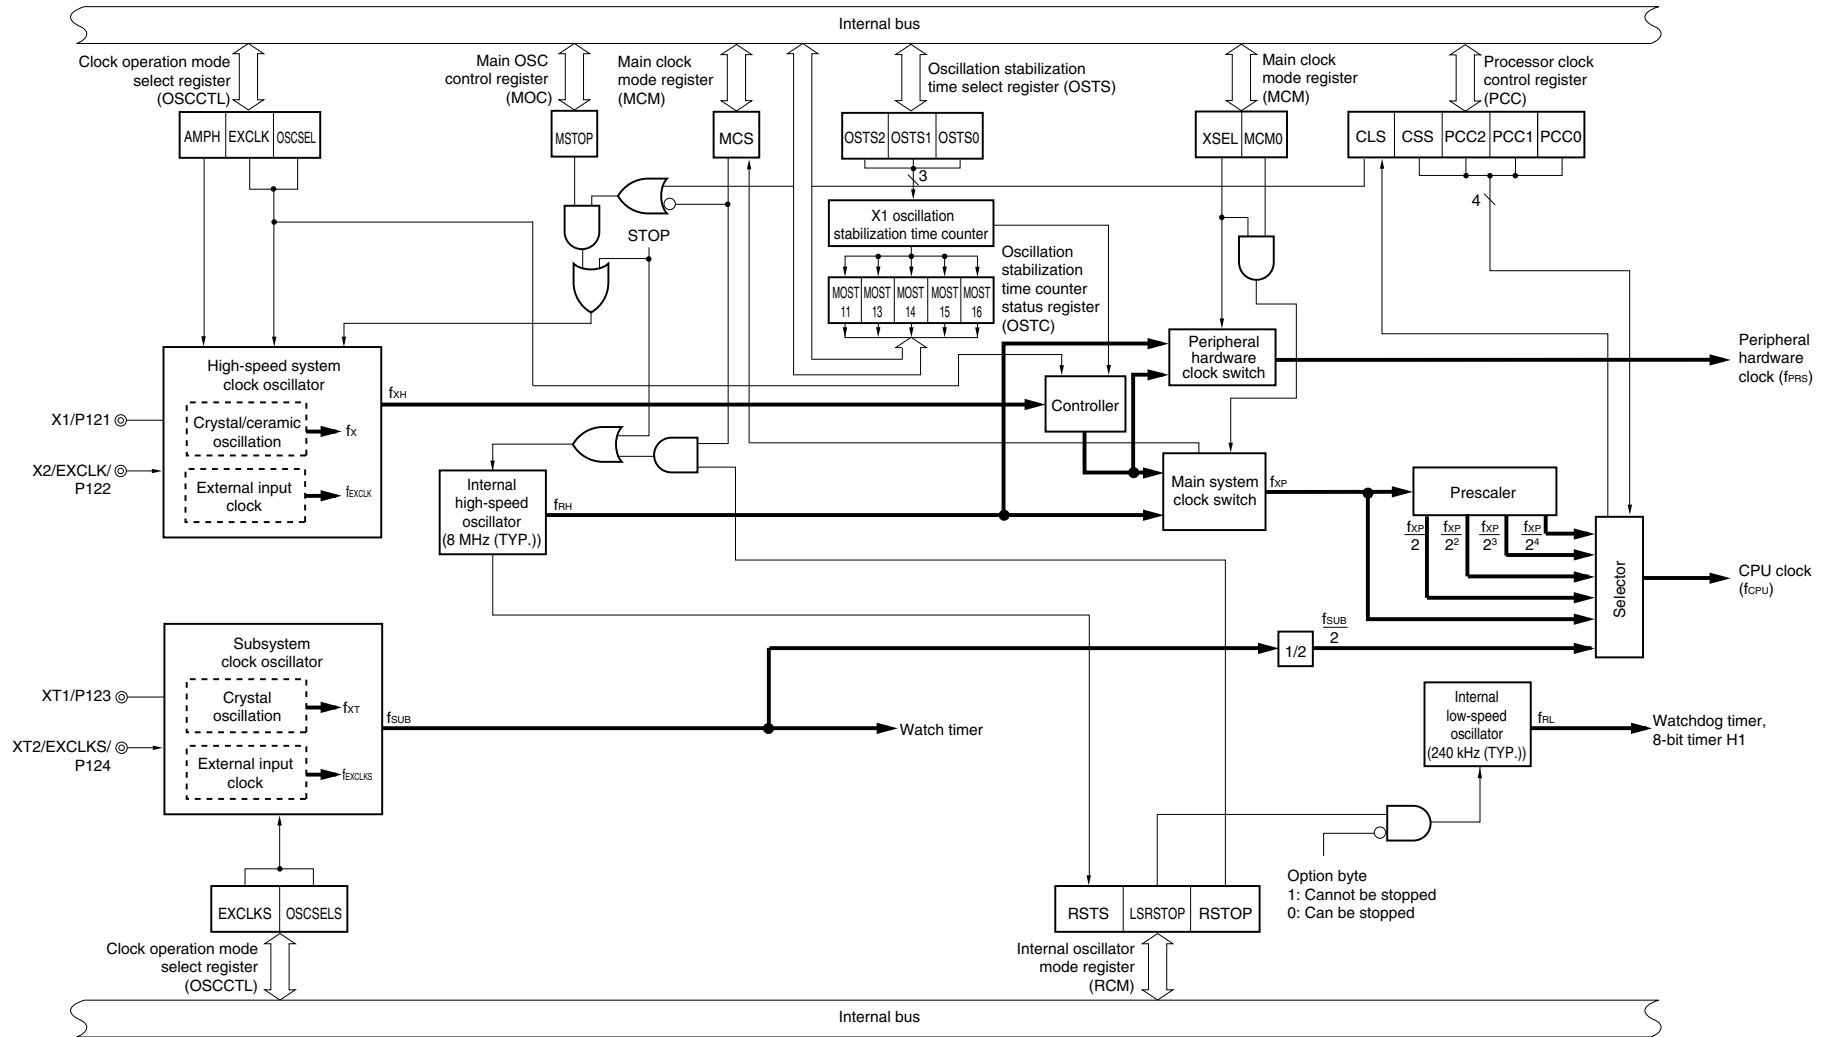 Internal bus
Clock operation mode
select register
(OSCCTL)
Main OSC
control register
(MOC)
Main clock
mode register
(MCM)
Oscillation stabilization
time select register (OSTS)
Main clock
mode register
(MCM)
Processor clock
control register
(PCC)
AMPH EXCLK OSCSEL
MSTOP
MCS
OSTS2 OSTS1 OSTS0
XSEL MCM0
CLS CSS PCC2 PCC1 PCC0
3
4
STOP
X1 oscillation
stabilization time counter
Oscillation
stabilization
time counter
status register
(OSTC)
MOST 11
MOST 13
MOST 14
MOST 15
MOST 16
High-speed system
clock oscillator
Crystal/ceramic
oscillation
fX
External input
clock
fEXCLK
X1/P121
X2/EXCLK/
P122
fXH
Controller
Peripheral
hardware
clock switch
Peripheral
hardware
clock (fPRS)
Internal
high-speed
oscillator
(8 MHz (TYP.))
fRH
Main system
clock switch
fXP
Prescaler
fXP/2
fXP/2²
fXP/2³
fXP/2⁴
Selector
CPU clock
(fCPU)
fSUB/2
1/2
Subsystem
clock oscillator
Crystal
oscillation
fXT
External input
clock
fEXCLKS
XT1/P123
XT2/EXCLKS/
P124
fSUB
Watch timer
Internal
low-speed
oscillator
(240 kHz (TYP.))
fRL
Watchdog timer,
8-bit timer H1
Option byte
1: Cannot be stopped
0: Can be stopped
EXCLKS OSCSELS
RSTS LSRSTOP RSTOP
Clock operation mode
select register
(OSCCTL)
Internal oscillator
mode register
(RCM)
Internal bus